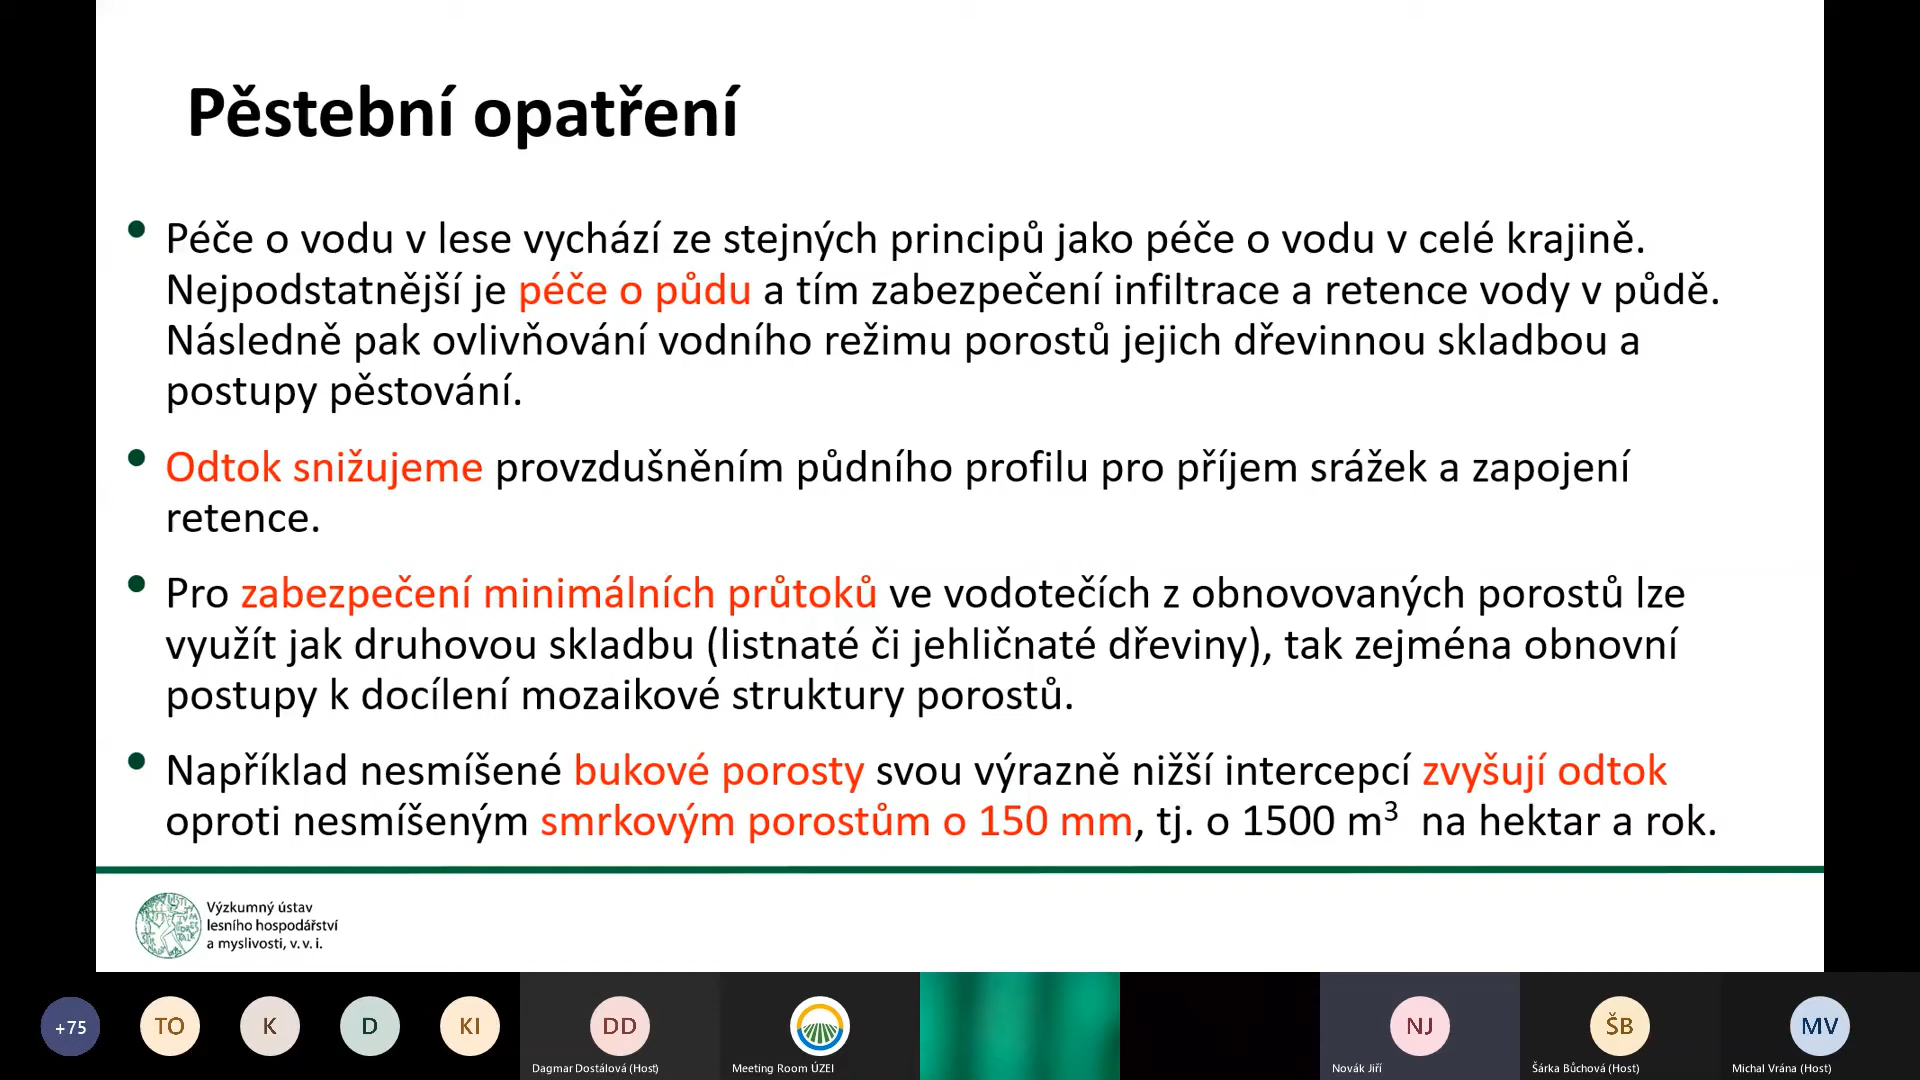 Pěstební opatření
• Péče o vodu v lese vychází ze stejných principů jako péče o vodu v celé krajině.
Nejpodstatnější je péče o půdu a tím zabezpečení infiltrace a retence vody v půdě.
Následně pak ovlivňování vodního režimu porostů jejich dřevinnou skladbou a
postupy pěstování.
• Odtok snižujeme provzdušněním půdního profilu pro příjem srážek a zapojení
retence.
• Pro zabezpečení minimálních průtoků ve vodotečích z obnovovaných porostů lze
využít jak druhovou skladbu (listnaté či jehličnaté dřeviny), tak zejména obnovní
postupy k docílení mozaikové struktury porostů.
• Například nesmíšené bukové porosty svou výrazně nižší intercepcí zvyšují odtok
oproti nesmíšeným smrkovým porostům o 150 mm, tj. o 1500 m³ na hektar a rok.
Výzkumný ústav
lesního hospodářství
a myslivosti, v. v. i.
+75 TO K D KI DD NJ ŠB MV
Dagmar Dostálová (Host) Meeting Room ÚZEI Novák Jiří Šárka Bůchová (Host) Michal Vrána (Host)